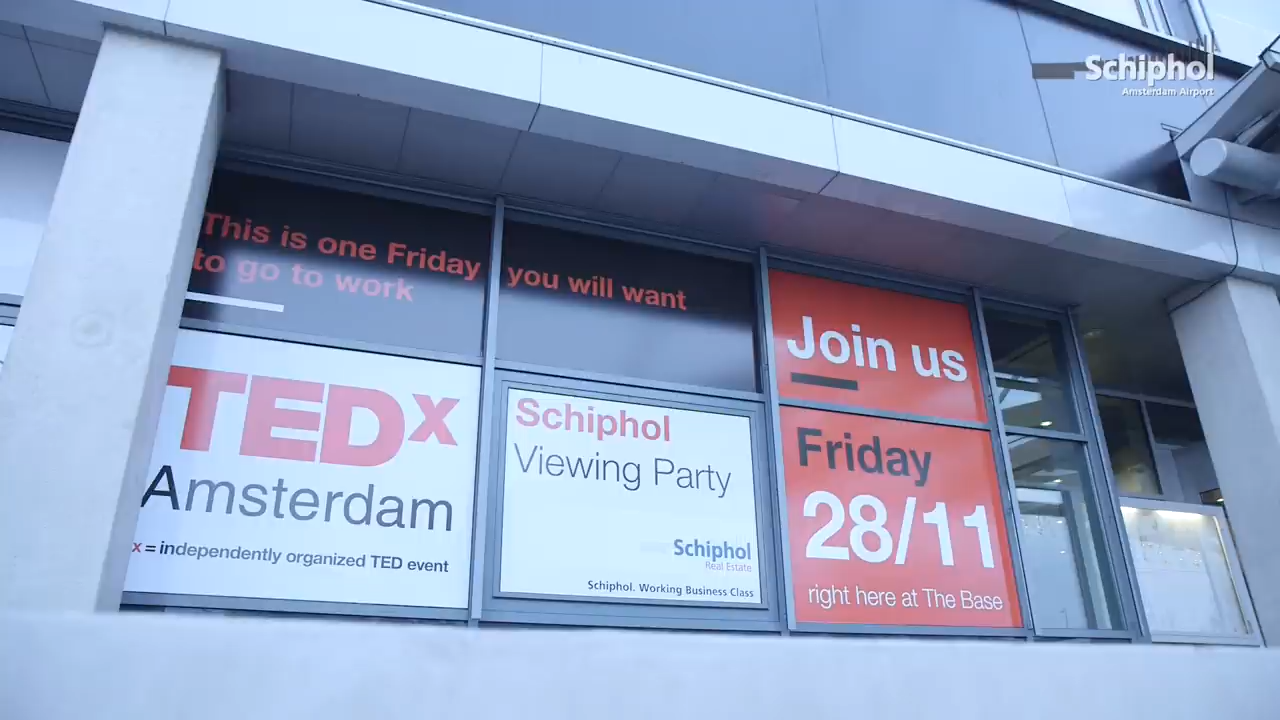 Schiphol
Amsterdam Airport
This is one Friday you will want
to go to work
Join us
TEDx
Amsterdam
x = independently organized TED event
Schiphol
Viewing Party
Schiphol
Real Estate
Schiphol. Working Business Class
Friday
28/11
right here at The Base